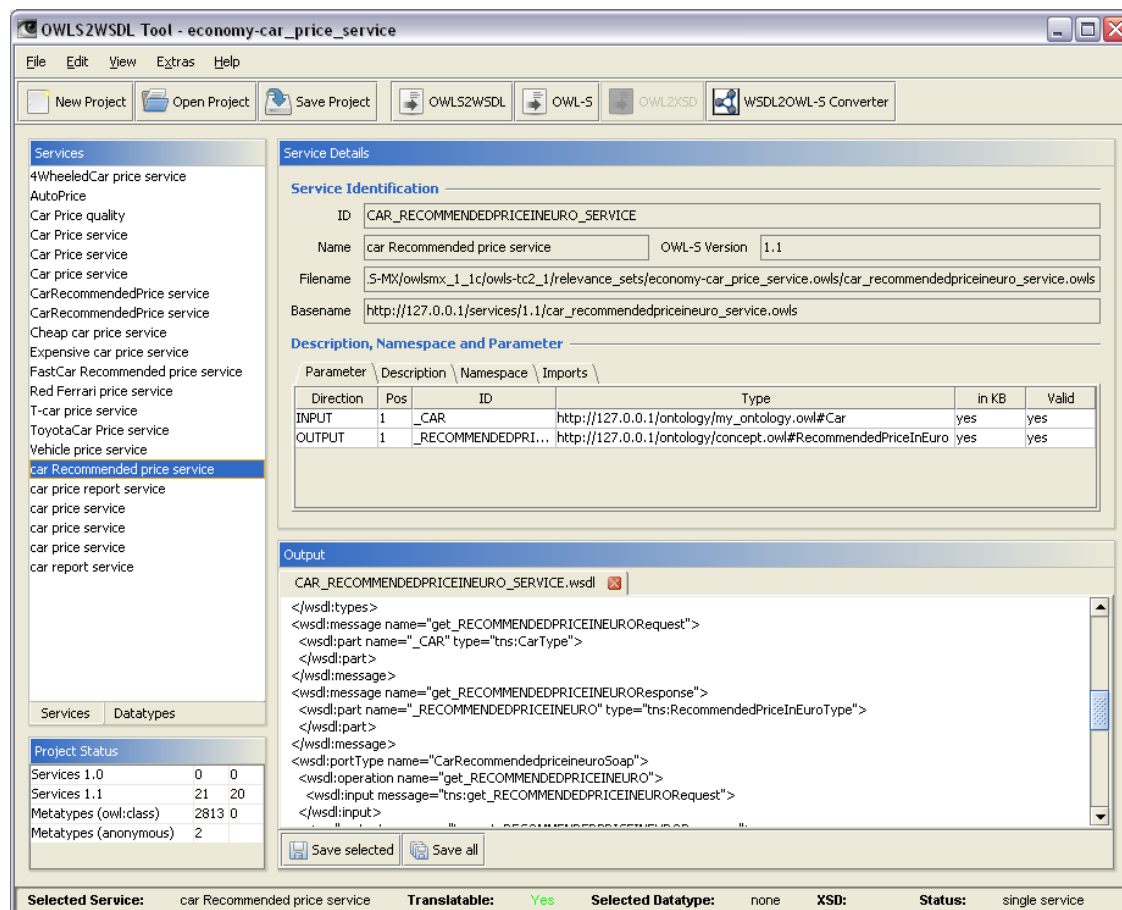 OWLS2WSDL Tool - economy-car_price_service
File Edit View Extras Help
New Project Open Project Save Project OWLS2WSDL OWL-S OWL2XSD WSDL2OWL-S Converter
Services
4WheeledCar price service
AutoPrice
Car Price quality
Car Price service
Car Price service
Car price service
CarRecommendedPrice service
CarRecommendedPrice service
Cheap car price service
Expensive car price service
FastCar Recommended price service
Red Ferrari price service
T-car price service
ToyotaCar Price service
Vehicle price service
car Recommended price service
car price report service
car price service
car price service
car price service
car report service
Services Datatypes
Project Status
Services 1.0 0 0
Services 1.1 21 20
Metatypes (owl:class) 2813 0
Metatypes (anonymous) 2
Service Details
Service Identification
ID CAR_RECOMMENDEDPRICEINEURO_SERVICE
Name car Recommended price service OWL-S Version 1.1
Filename .S-MX/owlsmx_1_1c/owls-tc2_1/relevance_sets/economy-car_price_service.owls/car_recommendedpriceineuro_service.owls
Basename http://127.0.0.1/services/1.1/car_recommendedpriceineuro_service.owls
Description, Namespace and Parameter
Parameter Description Namespace Imports
Direction Pos ID Type in KB Valid
INPUT 1 _CAR http://127.0.0.1/ontology/my_ontology.owl#Car yes yes
OUTPUT 1 _RECOMMENDEDPRI... http://127.0.0.1/ontology/concept.owl#RecommendedPriceInEuro yes yes
Output
CAR_RECOMMENDEDPRICEINEURO_SERVICE.wsdl
</wsdl:types>
<wsdl:message name="get_RECOMMENDEDPRICEINEURORequest">
<wsdl:part name="_CAR" type="tns:CarType">
</wsdl:part>
</wsdl:message>
<wsdl:message name="get_RECOMMENDEDPRICEINEUROResponse">
<wsdl:part name="_RECOMMENDEDPRICEINEURO" type="tns:RecommendedPriceInEuroType">
</wsdl:part>
</wsdl:message>
<wsdl:portType name="CarRecommendedpriceineuroSoap">
<wsdl:operation name="get_RECOMMENDEDPRICEINEURO">
<wsdl:input message="tns:get_RECOMMENDEDPRICEINEURORequest">
</wsdl:input>
Save selected Save all
Selected Service: car Recommended price service Translatable: Yes Selected Datatype: none XSD: Status: single service